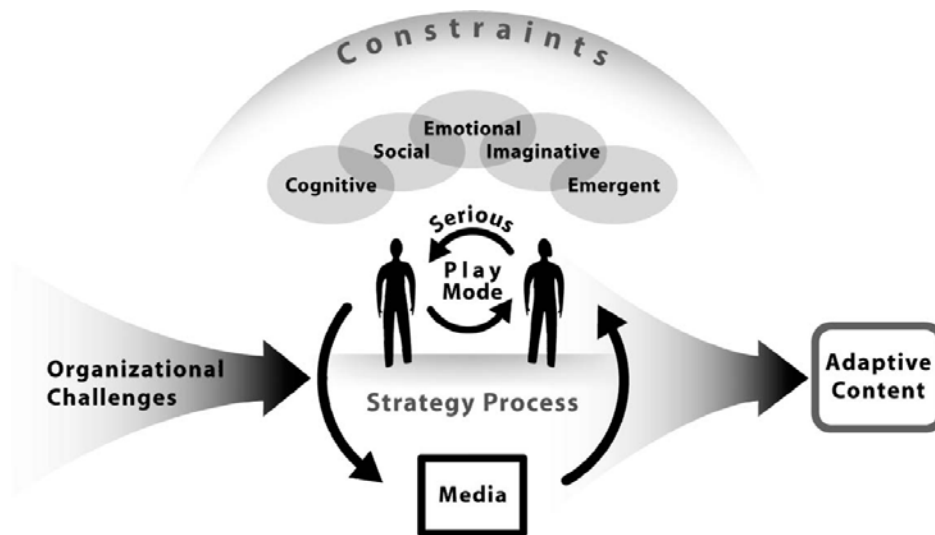 Constraints
Emotional
Social
Imaginative
Cognitive
Emergent
Serious
Play
Mode
Organizational
Challenges
Strategy Process
Adaptive
Content
Media